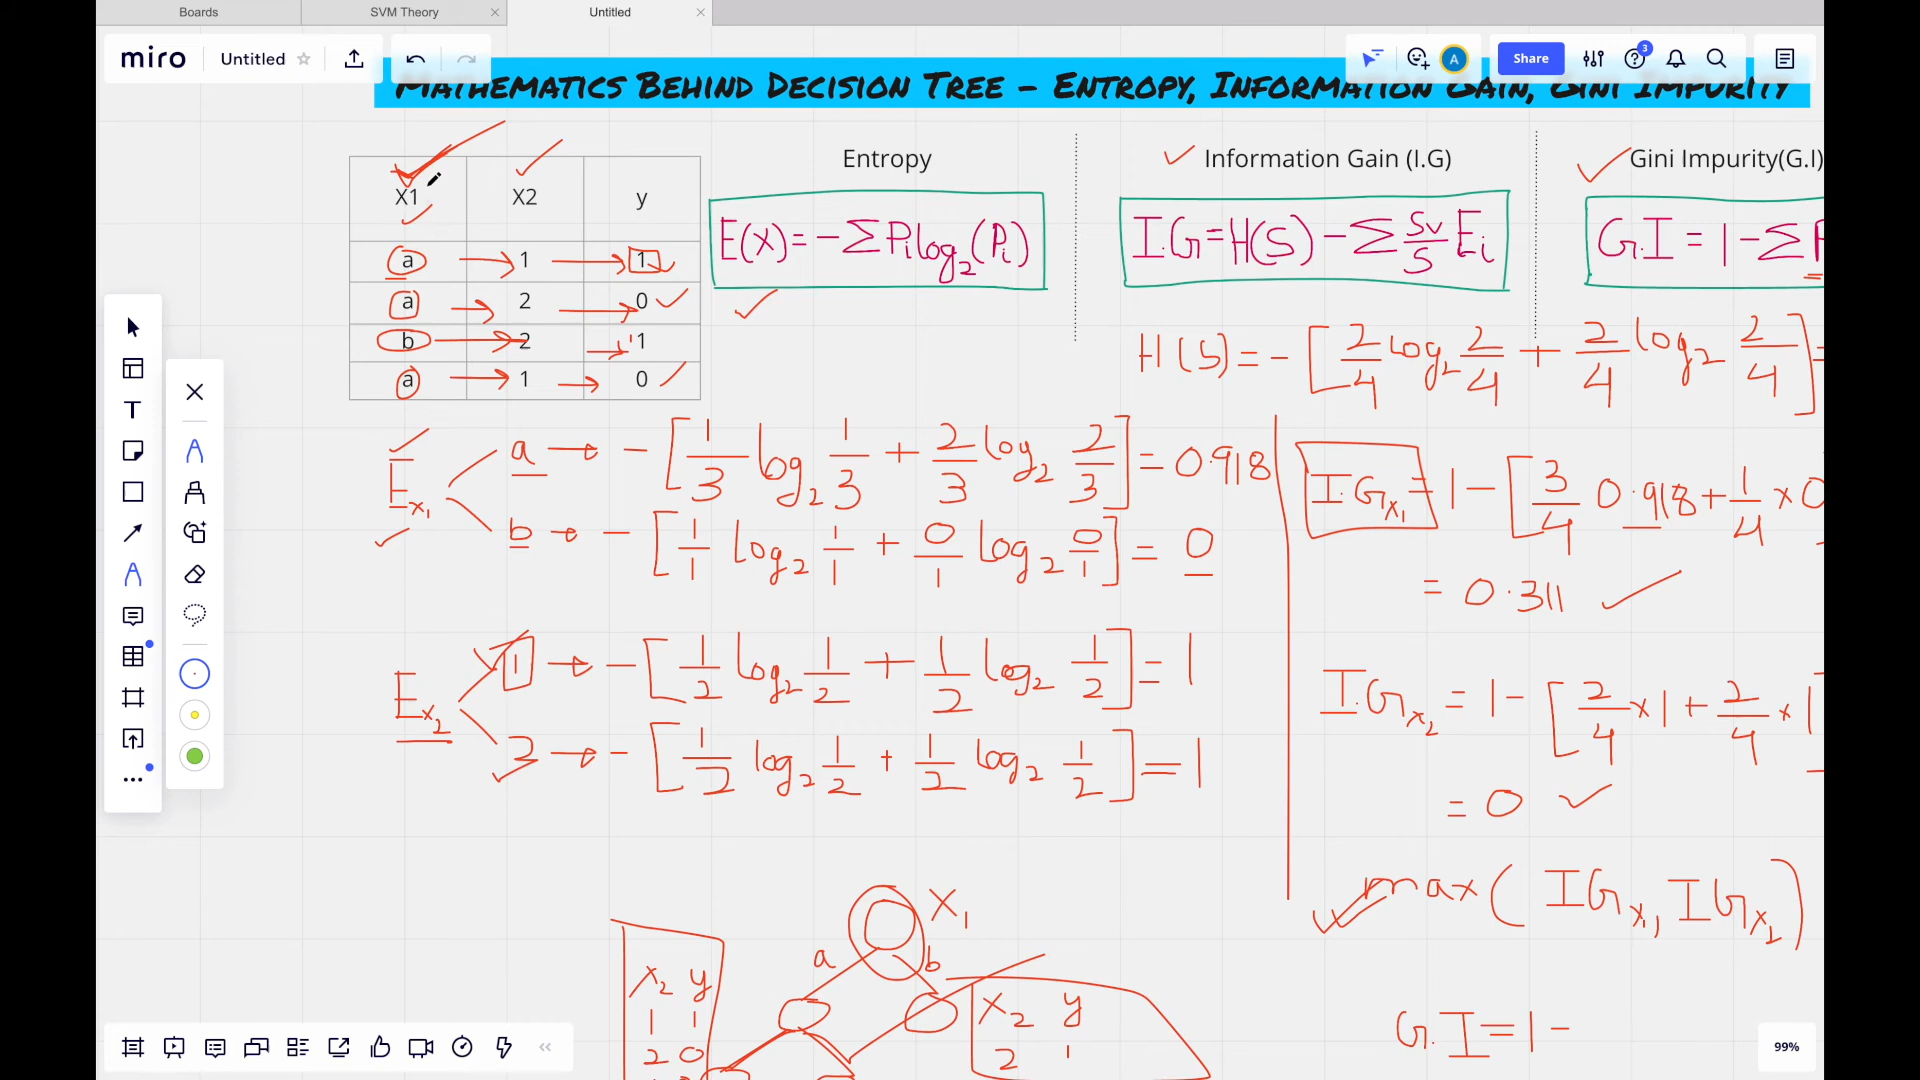 Boards SVM Theory Untitled
miro Untitled A Share 3
Mathematics Behind Decision Tree – Entropy, Information Gain, Gini Impurity
X1 X2 y
a 1 1
a 2 0
b 2 1
a 1 0
Entropy
E(x)=-∑Pi log2(Pi)
Information Gain (I.G)
I.G=H(S)-∑Sv/S Ei
Gini Impurity(G.I)
G.I=1-∑P
H(S)=-[2/4 log2 2/4 + 2/4 log2 2/4]=
Ex1 a → -[1/3 log2 1/3 + 2/3 log2 2/3] = 0.918
b → -[1/1 log2 1/1 + 0/1 log2 0/1] = 0
Ex2 1 → -[1/2 log2 1/2 + 1/2 log2 1/2] = 1
2 → -[1/2 log2 1/2 + 1/2 log2 1/2] = 1
I.Gx1=1-[3/4 0.918+1/4×0
= 0.311
I.Gx2=1-[2/4×1+2/4×1]
= 0
max(IGx1, IGx2)
X1
a b
x2 y
1 1
2 0
x2 y
2 1
G.I=1-
99%